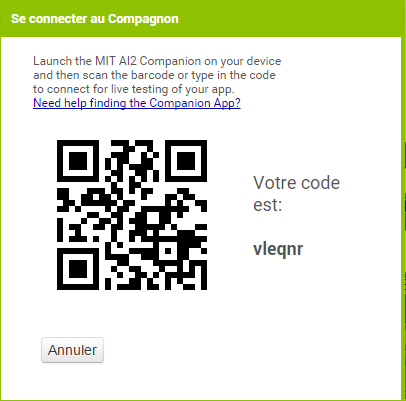 Se connecter au Compagnon
Launch the MIT AI2 Companion on your device
and then scan the barcode or type in the code
to connect for live testing of your app.
Need help finding the Companion App?
Votre code
est:
vleqnr
Annuler